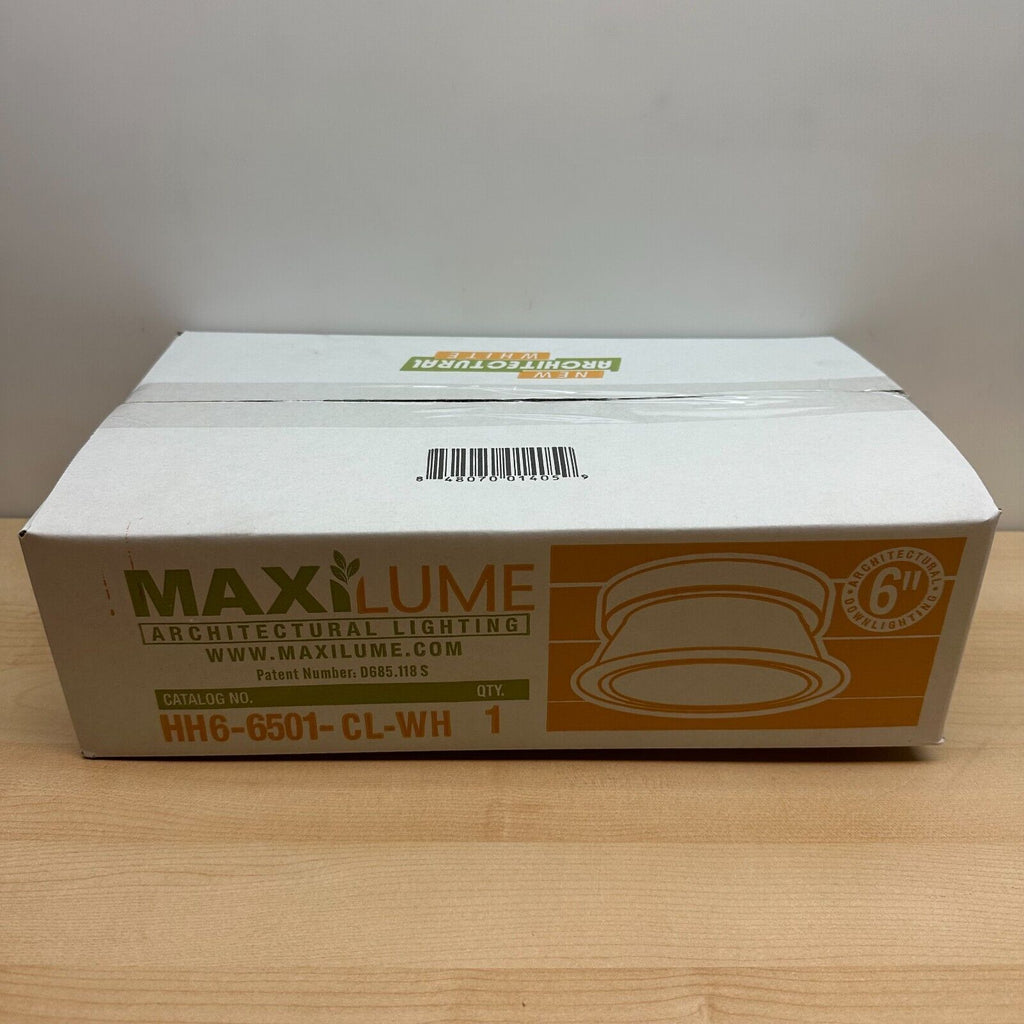 NEW
ARCHITECTURAL
WHITE
8 48070 01405 9
MAXILUME
ARCHITECTURAL LIGHTING
WWW.MAXILUME.COM
Patent Number: D685.118 S
CATALOG NO. QTY.
HH6-6501-CL-WH 1
ARCHITECTURAL
6"
DOWNLIGHTING